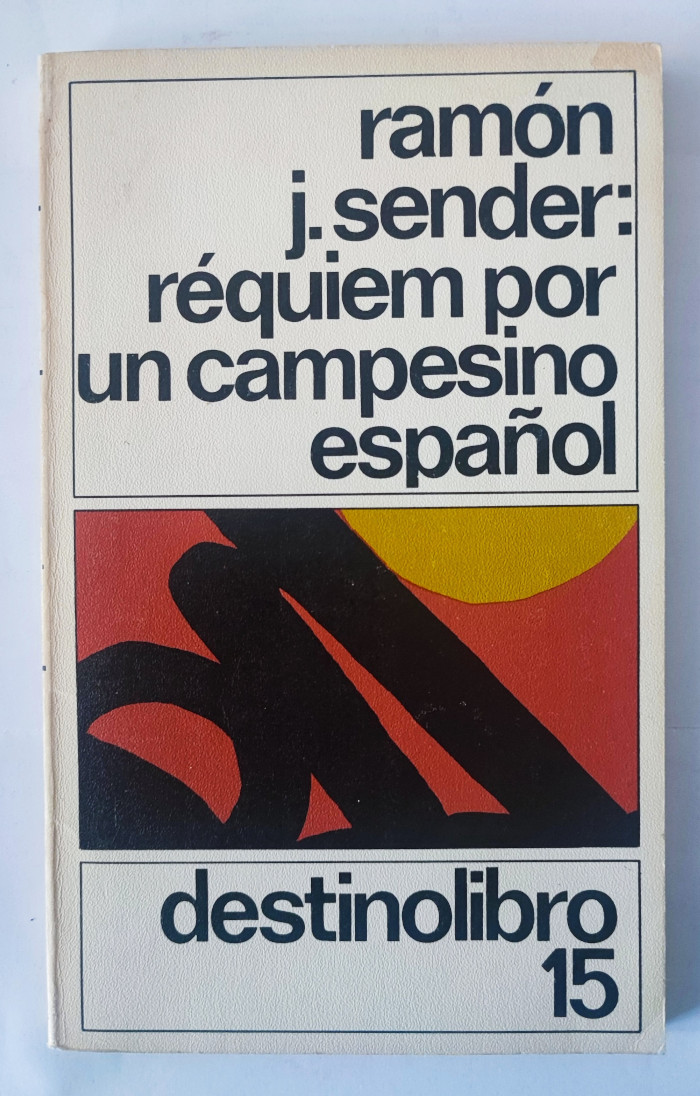 ramón
j. sender:
réquiem por
un campesino
español
destinolibro
15